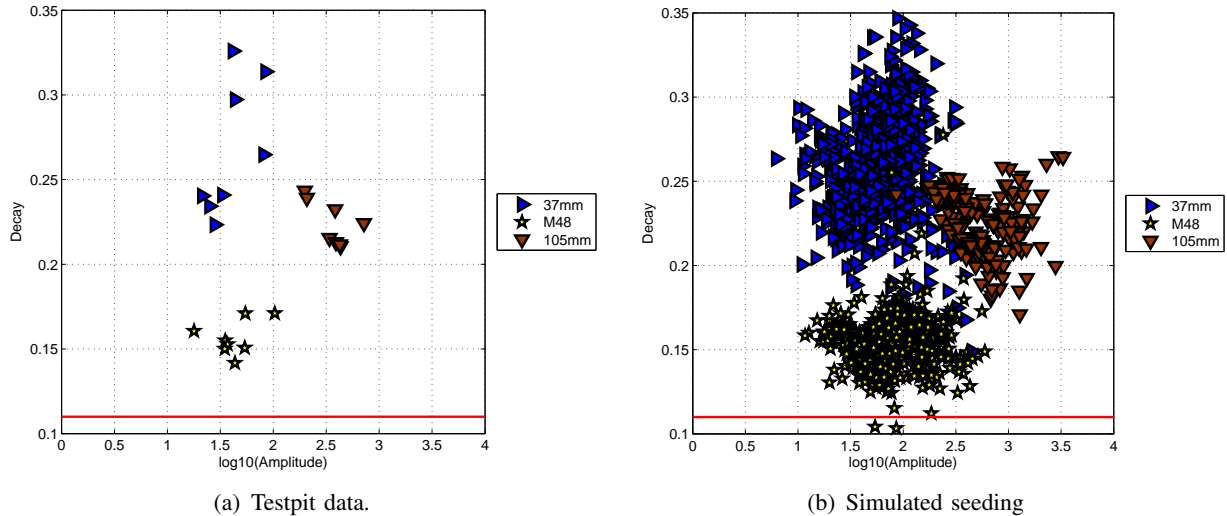 0.35
0.3
0.25
0.2
0.15
0.1
Decay
0 0.5 1 1.5 2 2.5 3 3.5 4
log10(Amplitude)
37mm
M48
105mm
(a) Testpit data.
0.35
0.3
0.25
0.2
0.15
0.1
Decay
0 0.5 1 1.5 2 2.5 3 3.5 4
log10(Amplitude)
37mm
M48
105mm
(b) Simulated seeding